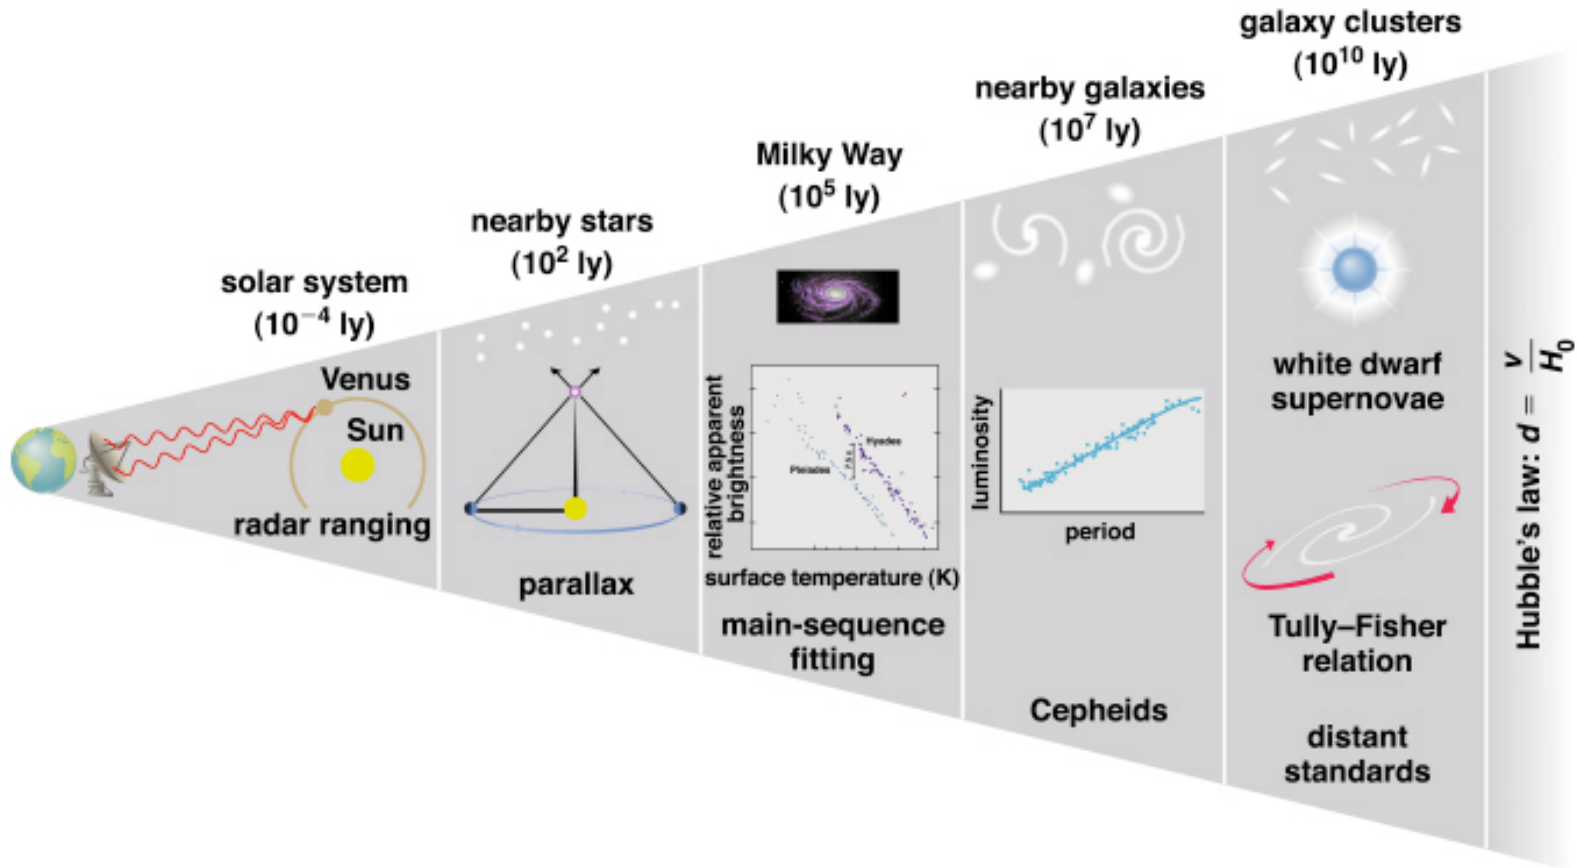 galaxy clusters
(10¹⁰ ly)
nearby galaxies
(10⁷ ly)
Milky Way
(10⁵ ly)
nearby stars
(10² ly)
solar system
(10⁻⁴ ly)
Venus
Sun
radar ranging
parallax
relative apparent
brightness
Hyades
Pleiades
surface temperature (K)
main-sequence
fitting
luminosity
period
Cepheids
white dwarf
supernovae
Tully–Fisher
relation
distant
standards
Hubble's law: d = v/H₀